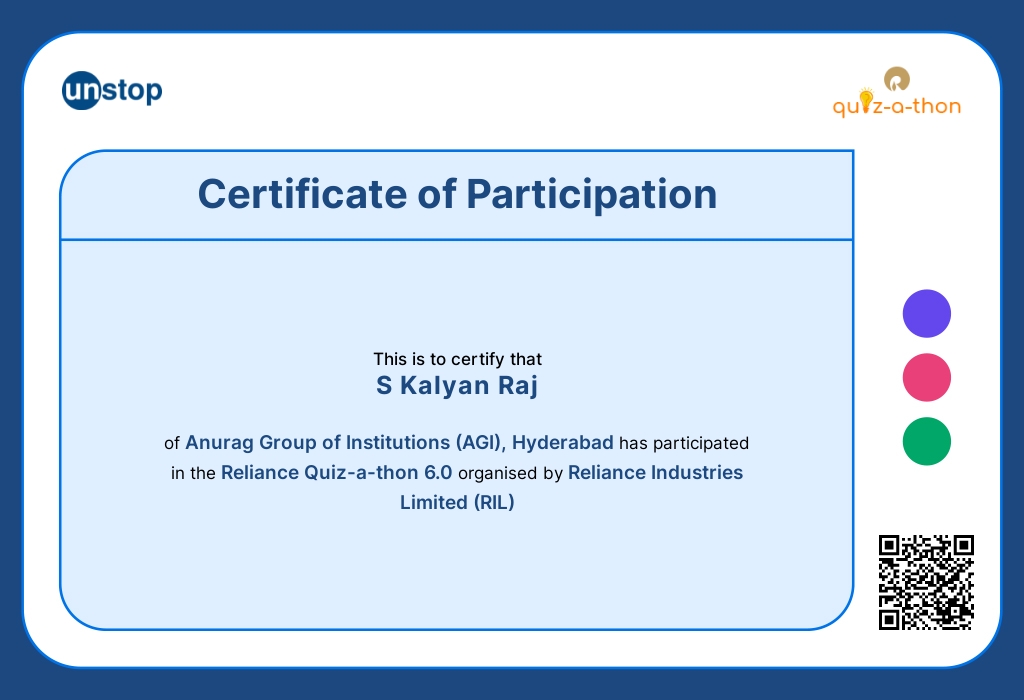 unstop
quiz-a-thon
Certificate of Participation
This is to certify that
S Kalyan Raj
of Anurag Group of Institutions (AGI), Hyderabad has participated
in the Reliance Quiz-a-thon 6.0 organised by Reliance Industries
Limited (RIL)